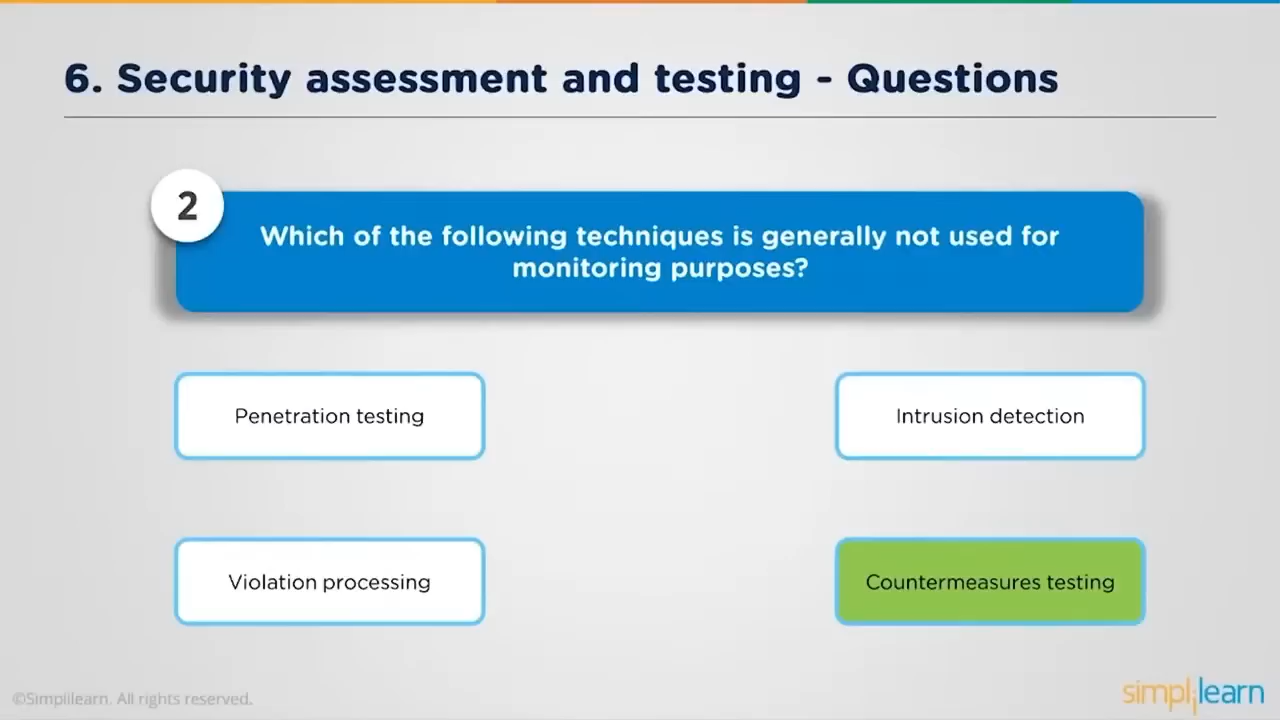 6. Security assessment and testing - Questions
2
Which of the following techniques is generally not used for
monitoring purposes?
Penetration testing
Intrusion detection
Violation processing
Countermeasures testing
©Simplilearn. All rights reserved.
simplilearn